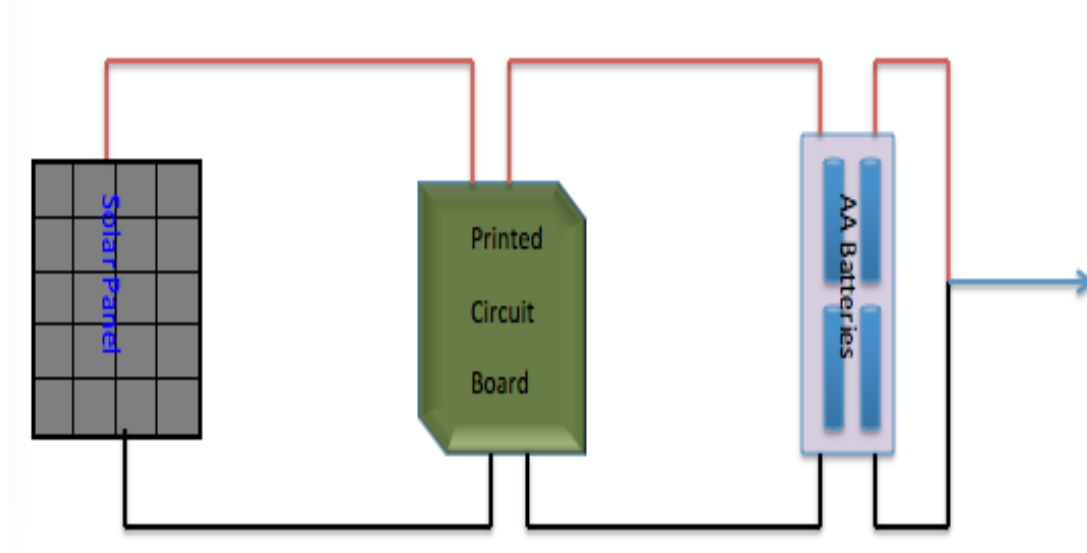 Solar Panel
Printed
Circuit
Board
AA Batteries